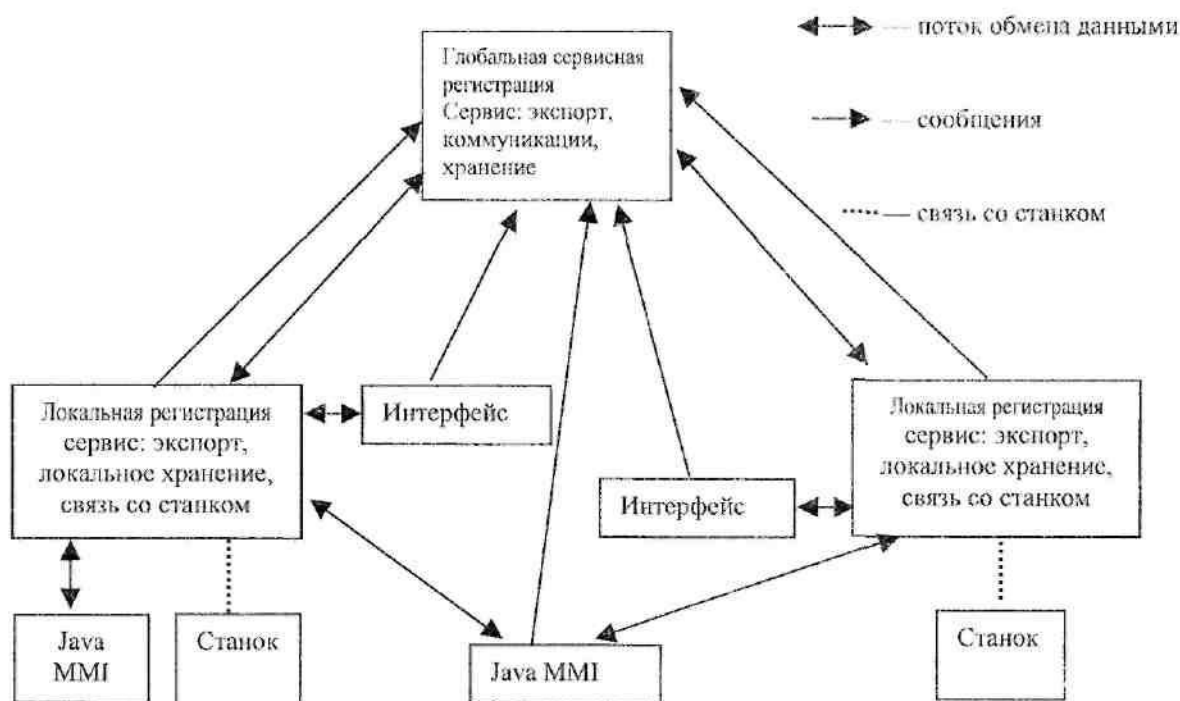 поток обмена данными
Глобальная сервисная
регистрация
Сервис: экспорт,
коммуникации,
хранение
сообщения
связь со станком
Локальная регистрация
сервис: экспорт,
локальное хранение,
связь со станком
Интерфейс
Локальная регистрация
сервис: экспорт,
локальное хранение,
связь со станком
Интерфейс
Java
MMI
Станок
Java MMI
Станок